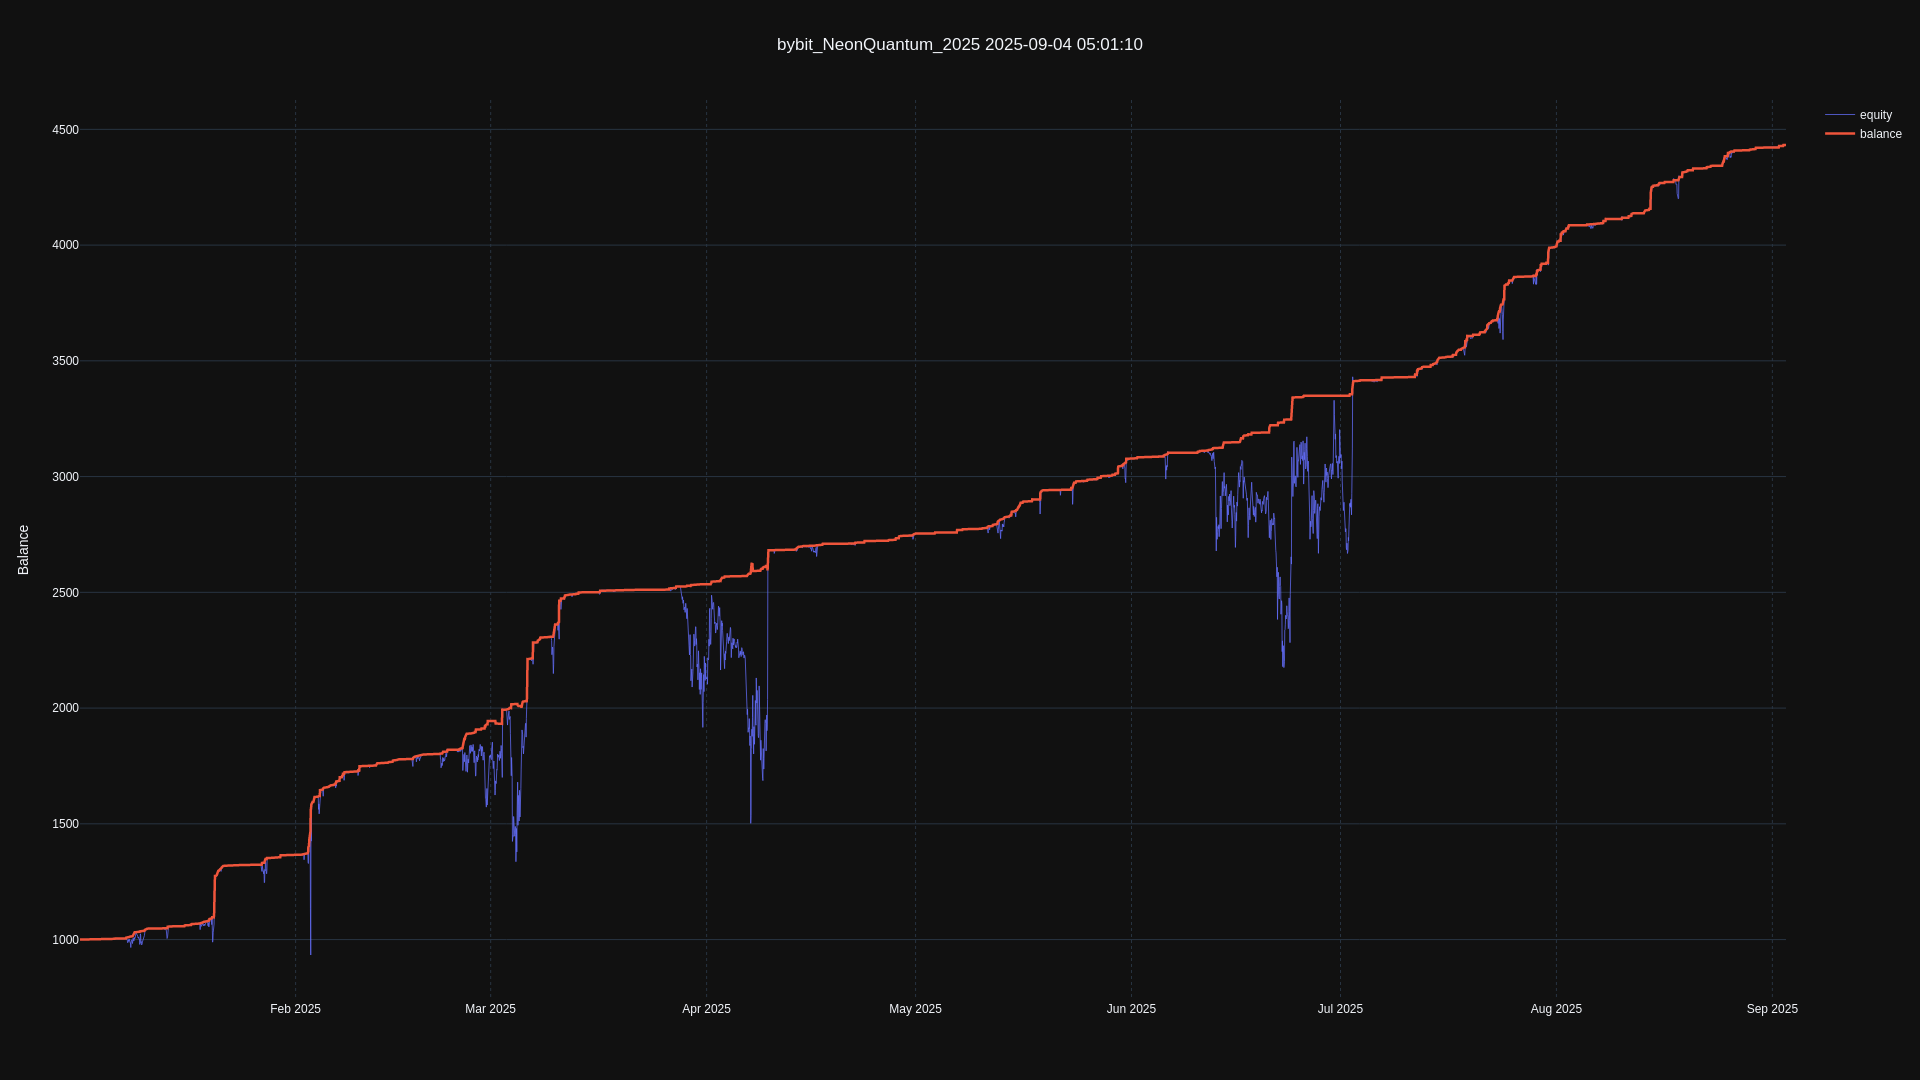 bybit_NeonQuantum_2025 2025-09-04 05:01:10
equity
balance
Balance
4500
4000
3500
3000
2500
2000
1500
1000
Feb 2025
Mar 2025
Apr 2025
May 2025
Jun 2025
Jul 2025
Aug 2025
Sep 2025